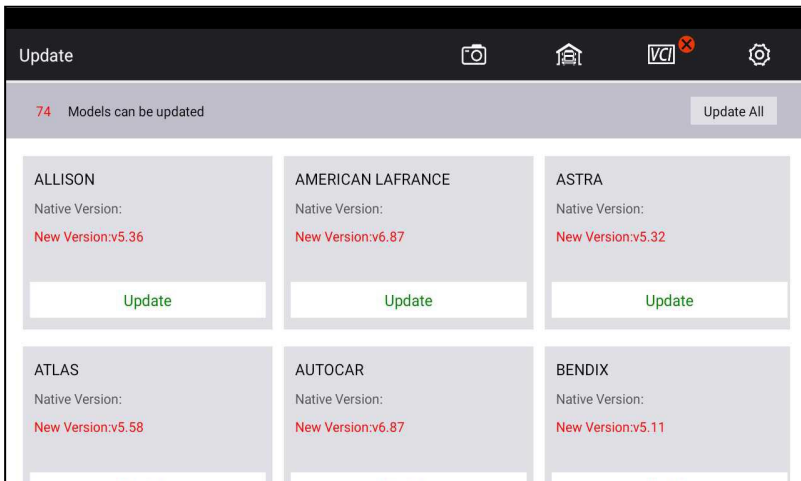 Update
VCI
74 Models can be updated
Update All
ALLISON
Native Version:
New Version:v5.36
Update
AMERICAN LAFRANCE
Native Version:
New Version:v6.87
Update
ASTRA
Native Version:
New Version:v5.32
Update
ATLAS
Native Version:
New Version:v5.58
AUTOCAR
Native Version:
New Version:v6.87
BENDIX
Native Version:
New Version:v5.11